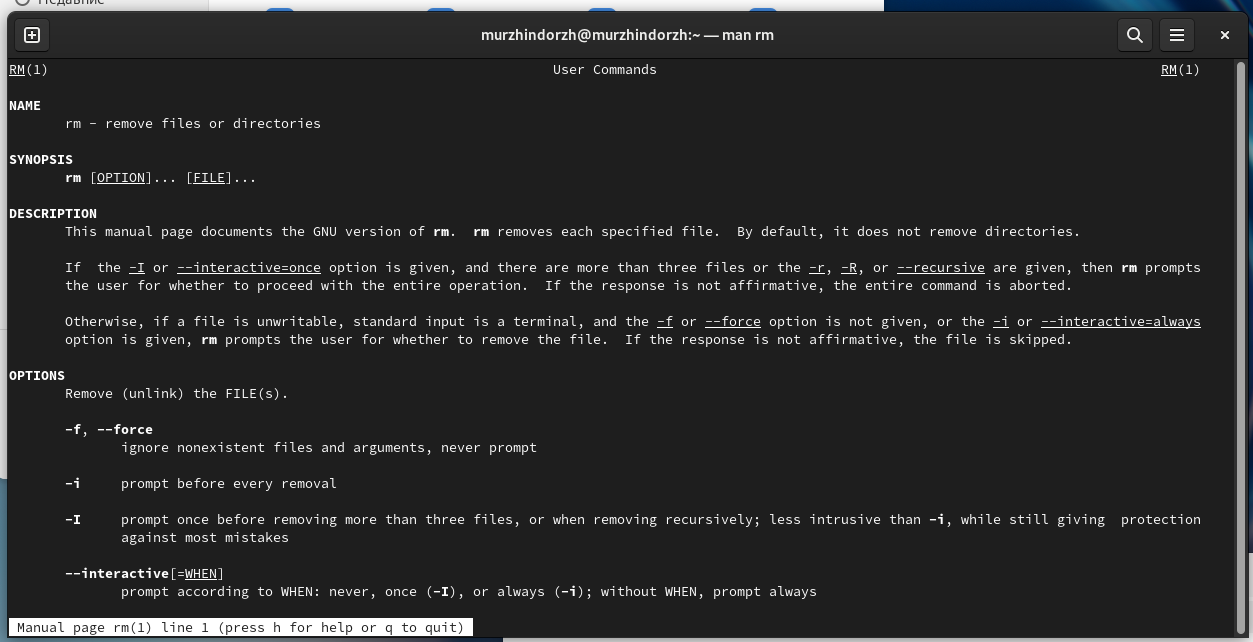 Недавние
murzhindorzh@murzhindorzh:~ — man rm
RM(1) User Commands RM(1)
NAME
rm - remove files or directories
SYNOPSIS
rm [OPTION]... [FILE]...
DESCRIPTION
This manual page documents the GNU version of rm.  rm removes each specified file.  By default, it does not remove directories.
If  the -I or --interactive=once option is given, and there are more than three files or the -r, -R, or --recursive are given, then rm prompts
the user for whether to proceed with the entire operation.  If the response is not affirmative, the entire command is aborted.
Otherwise, if a file is unwritable, standard input is a terminal, and the -f or --force option is not given, or the -i or --interactive=always
option is given, rm prompts the user for whether to remove the file.  If the response is not affirmative, the file is skipped.
OPTIONS
Remove (unlink) the FILE(s).
-f, --force
ignore nonexistent files and arguments, never prompt
-i prompt before every removal
-I prompt once before removing more than three files, or when removing recursively; less intrusive than -i, while still giving  protection
against most mistakes
--interactive[=WHEN]
prompt according to WHEN: never, once (-I), or always (-i); without WHEN, prompt always
Manual page rm(1) line 1 (press h for help or q to quit)